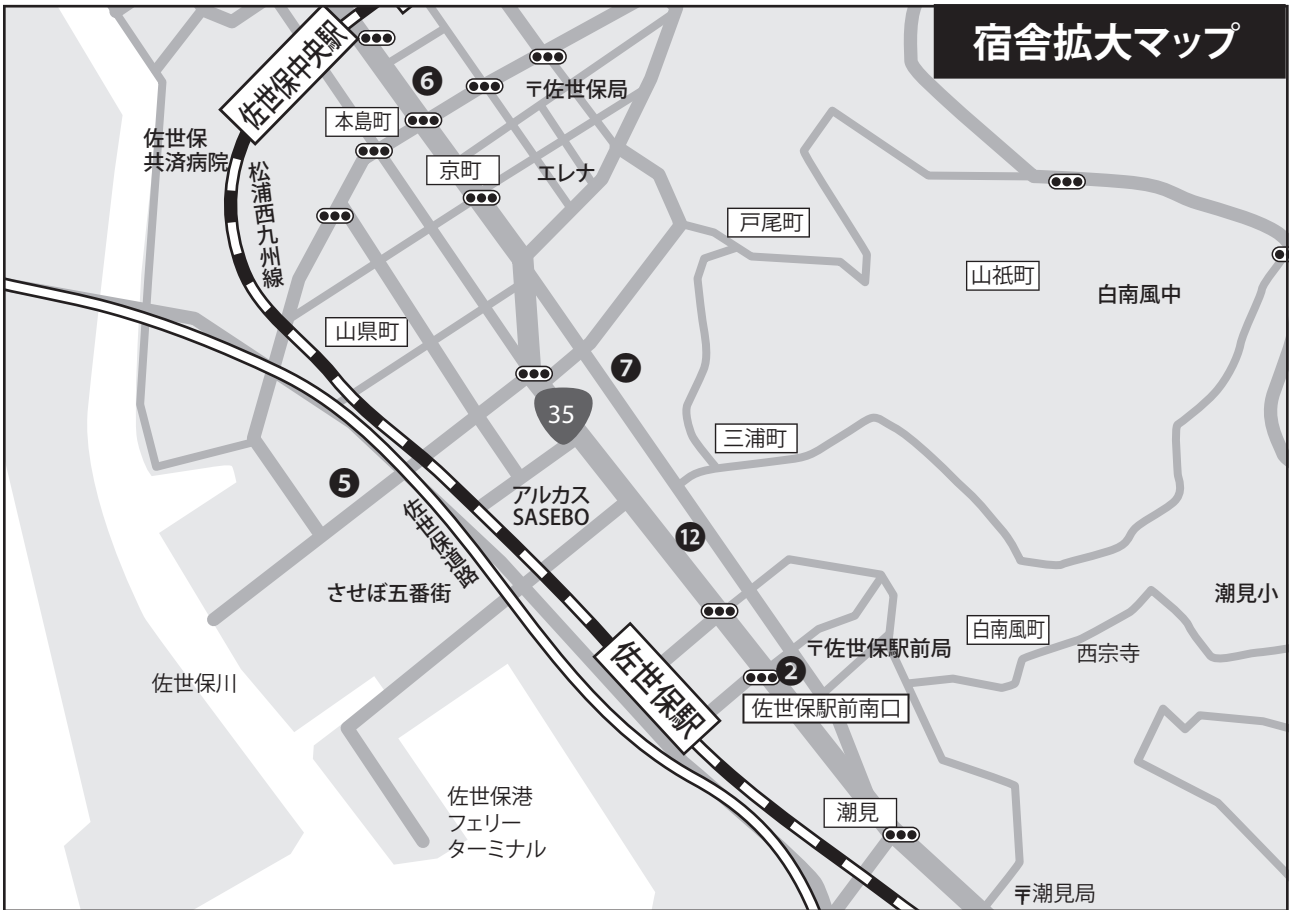 宿舎拡大マップ
佐世保中央駅
❻
〒佐世保局
本島町
佐世保
共済病院
京町
エレナ
松浦西九州線
戸尾町
山祇町
白南風中
山県町
❼
35
三浦町
❺
アルカス
SASEBO
佐世保道路
⓬
させぼ五番街
潮見小
白南風町
〒佐世保駅前局
西宗寺
佐世保駅
❷
佐世保川
佐世保駅前南口
佐世保港
フェリー
ターミナル
潮見
〒潮見局